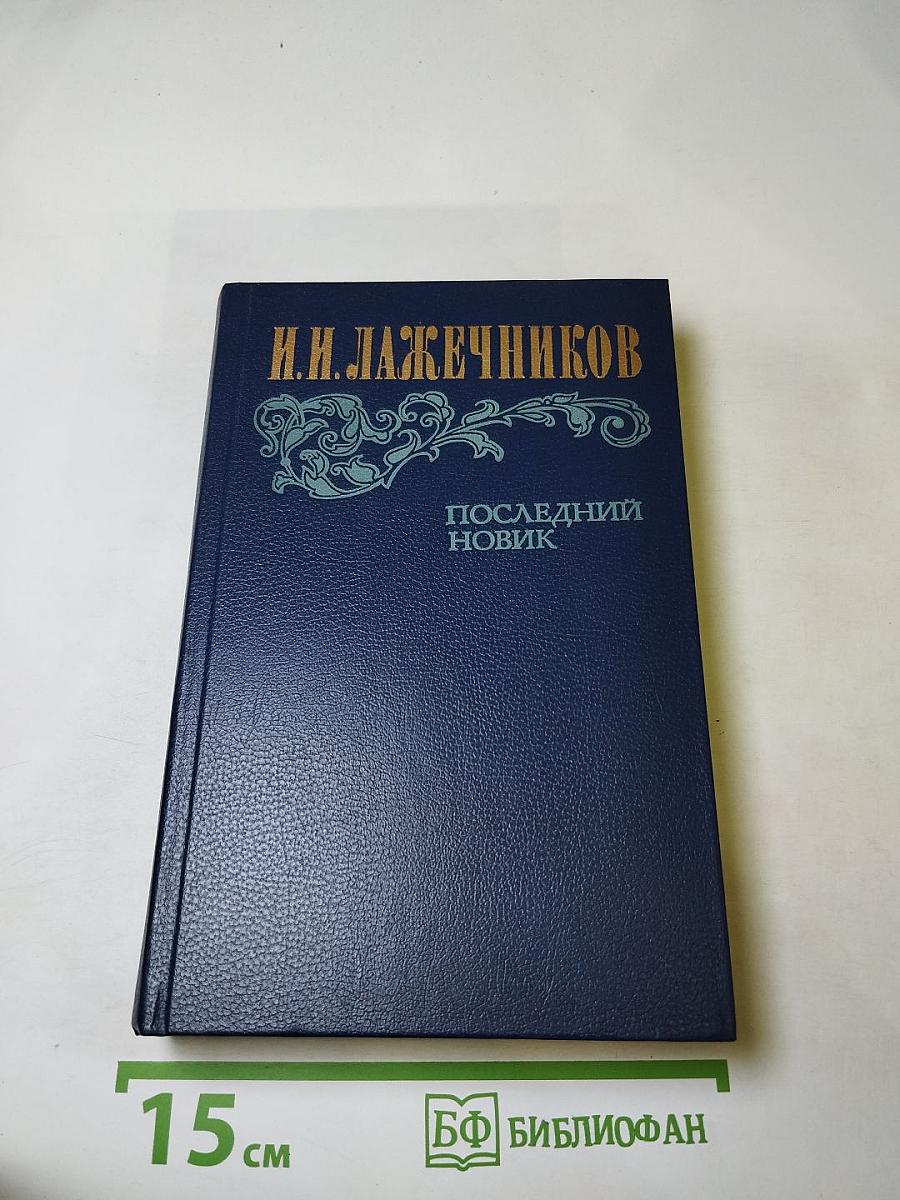 И.И. ЛАЖЕЧНИКОВ
ПОСЛЕДНИЙ
НОВИК
15 см
БФ БИБЛИОФАН